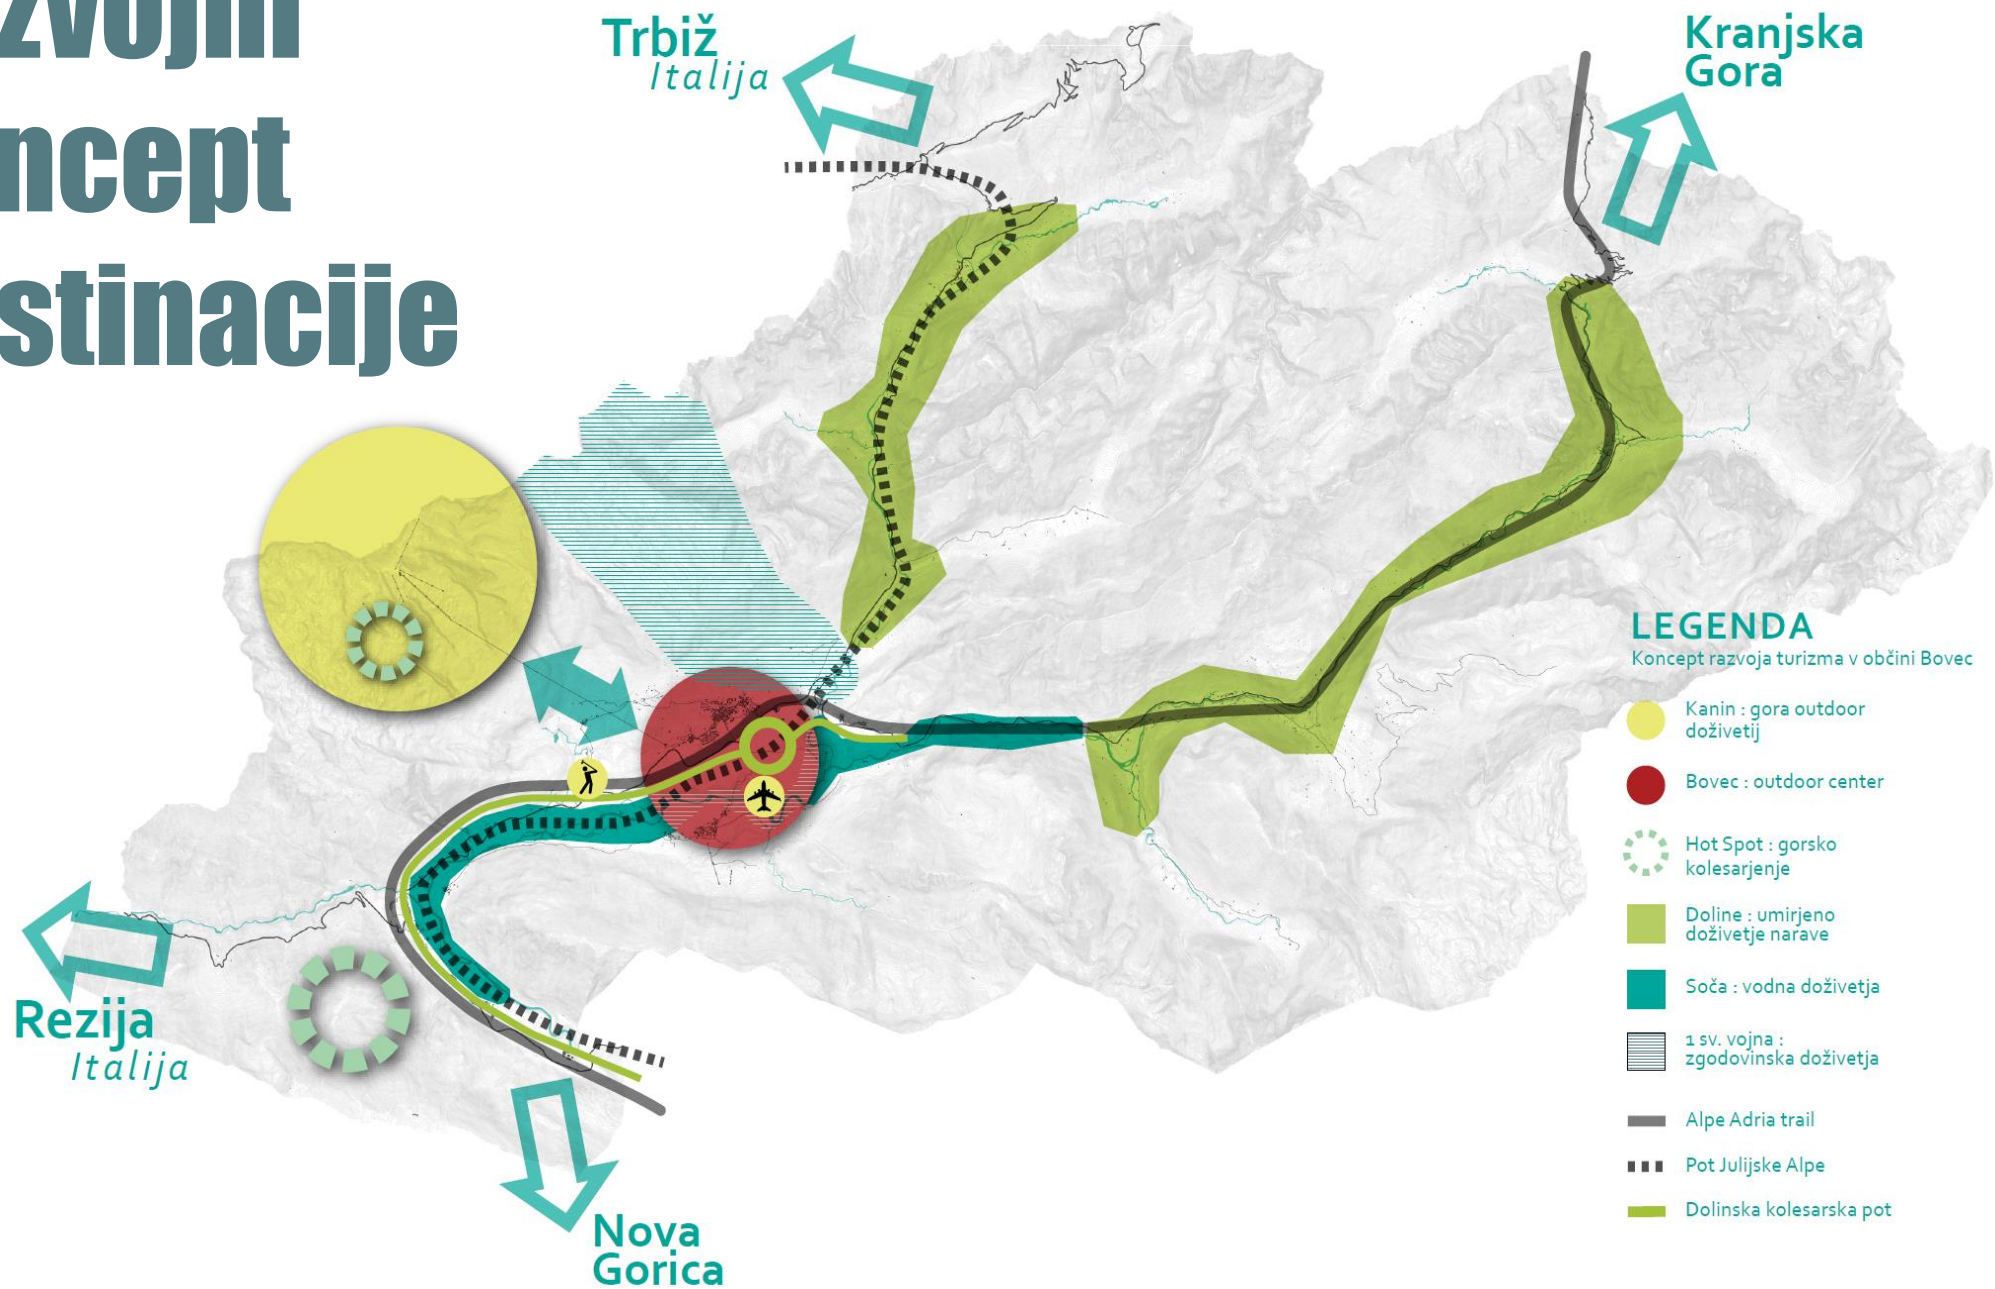 zvojni
ncept
stinacije
Trbiž
Italija
Kranjska
Gora
Rezija
Italija
Nova
Gorica
LEGENDA
Koncept razvoja turizma v občini Bovec
Kanin : gora outdoor
doživetij
Bovec : outdoor center
Hot Spot : gorsko
kolesarjenje
Doline : umirjeno
doživetje narave
Soča : vodna doživetja
1 sv. vojna :
zgodovinska doživetja
Alpe Adria trail
Pot Julijske Alpe
Dolinska kolesarska pot